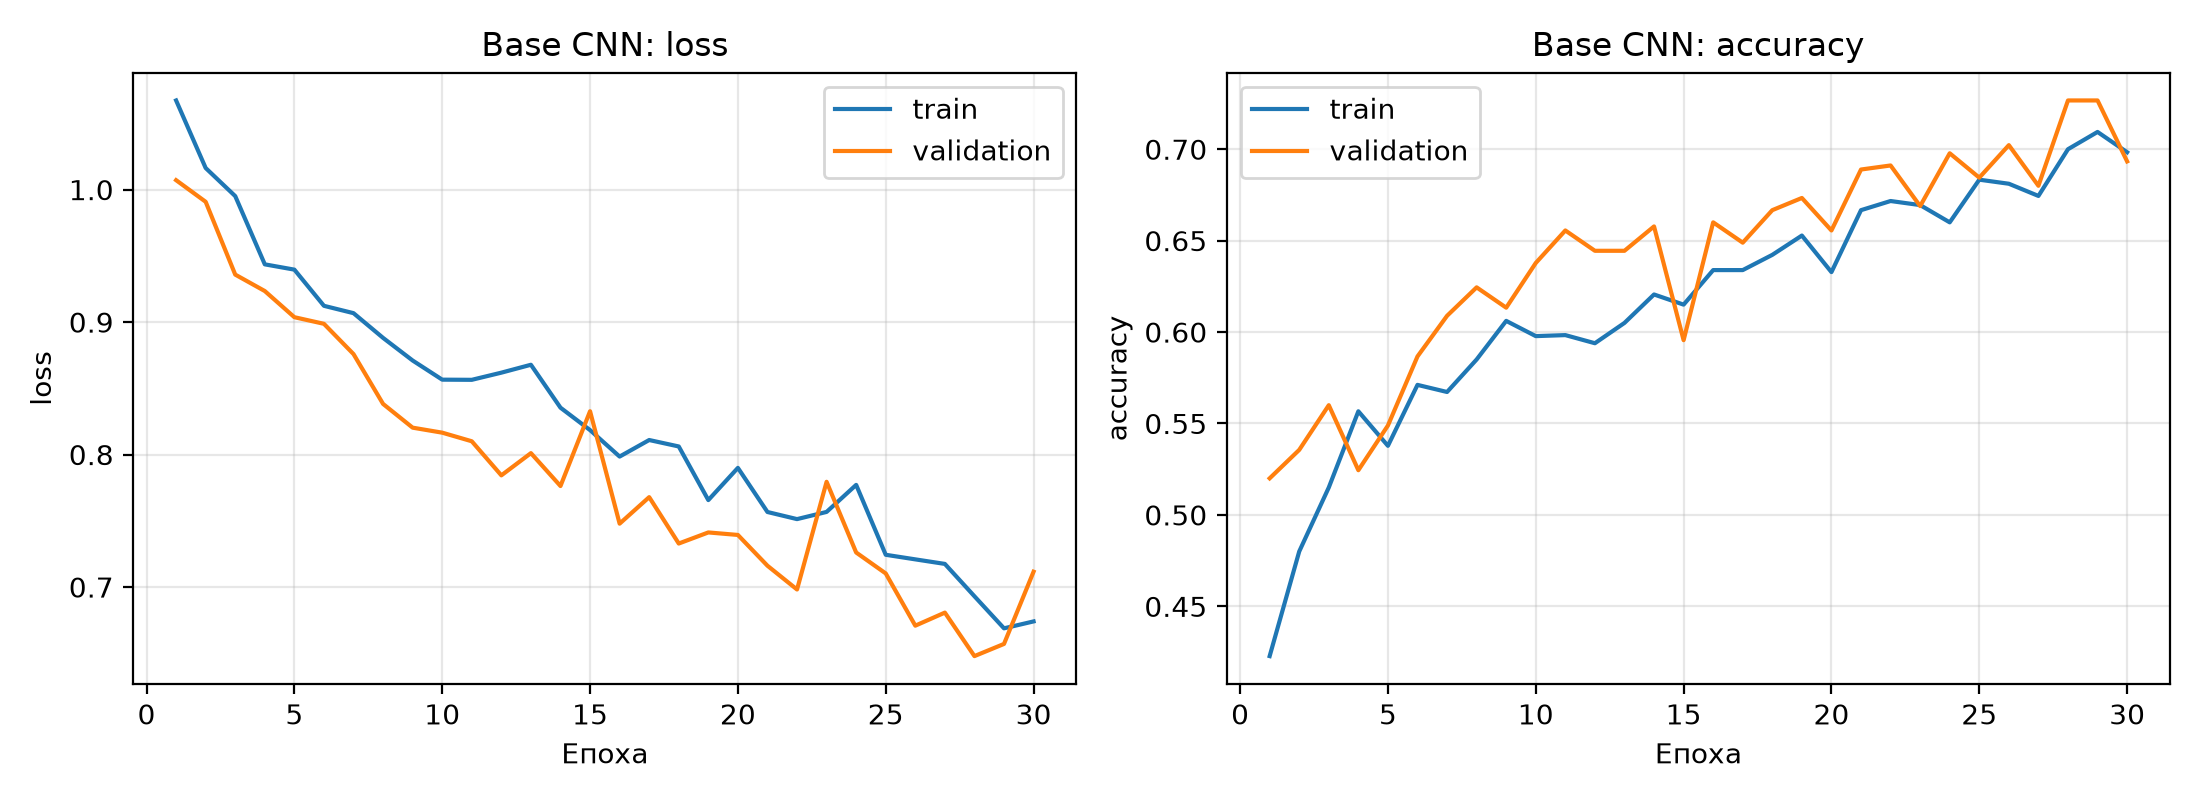 Base CNN: loss
train
validation
1.0
0.9
0.8
0.7
loss
0 5 10 15 20 25 30
Епоха
Base CNN: accuracy
train
validation
0.70
0.65
0.60
0.55
0.50
0.45
accuracy
0 5 10 15 20 25 30
Епоха